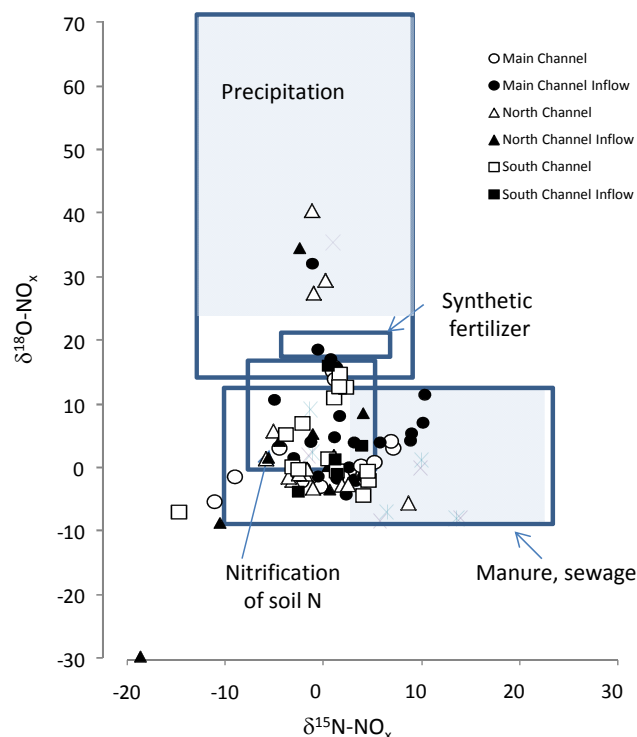 70
60
50
40
30
20
10
0
-10
-20
-30
-20
-10
0
10
20
30
δ¹⁸O-NOₓ
δ¹⁵N-NOₓ
Precipitation
Main Channel
Main Channel Inflow
North Channel
North Channel Inflow
South Channel
South Channel Inflow
Synthetic
fertilizer
Nitrification
of soil N
Manure, sewage